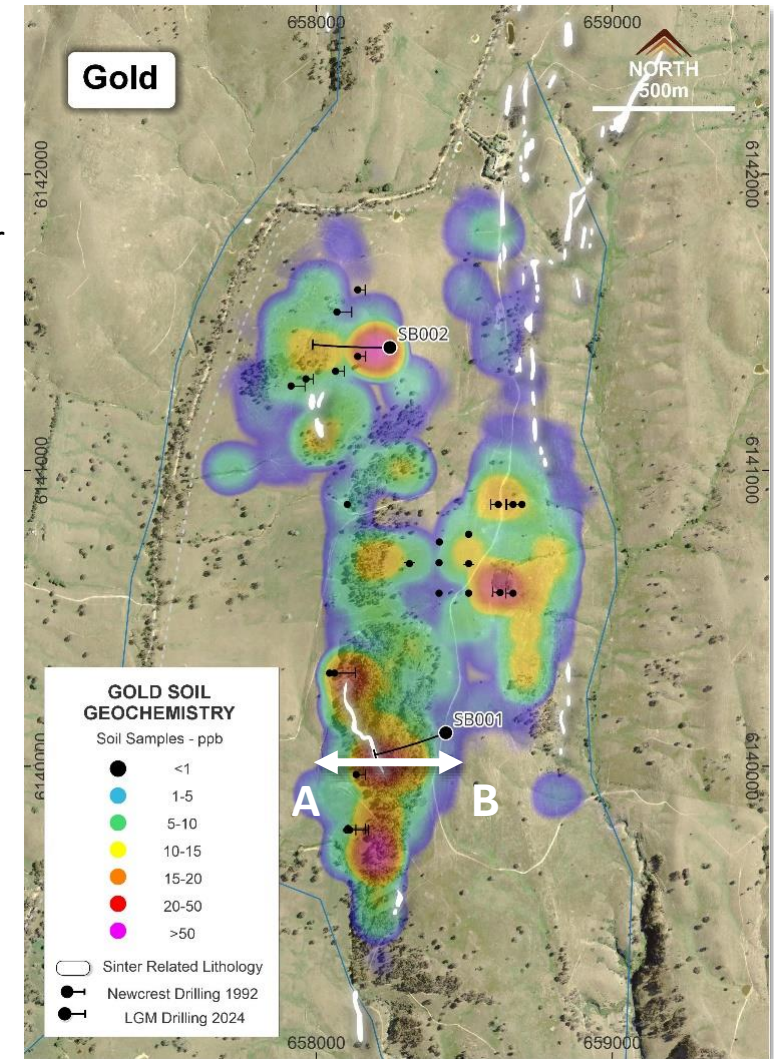 658000
659000
Gold
NORTH
500m
6142000
6142000
SB002
6141000
6141000
SB001
6140000
6140000
A
B
GOLD SOIL
GEOCHEMISTRY
Soil Samples - ppb
<1
1-5
5-10
10-15
15-20
20-50
>50
Sinter Related Lithology
Newcrest Drilling 1992
LGM Drilling 2024
658000
659000